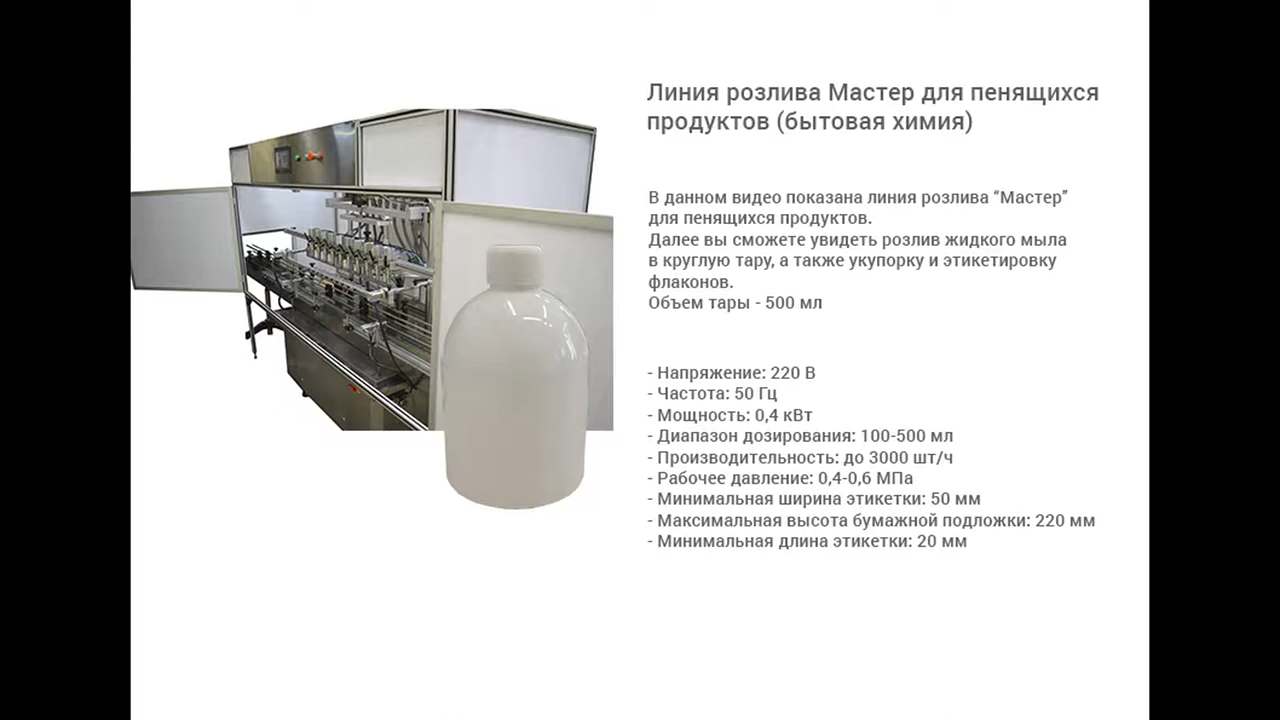 Линия розлива Мастер для пенящихся
продуктов (бытовая химия)
В данном видео показана линия розлива “Мастер”
для пенящихся продуктов.
Далее вы сможете увидеть розлив жидкого мыла
в круглую тару, а также укупорку и этикетировку
флаконов.
Объем тары - 500 мл
- Напряжение: 220 В
- Частота: 50 Гц
- Мощность: 0,4 кВт
- Диапазон дозирования: 100-500 мл
- Производительность: до 3000 шт/ч
- Рабочее давление: 0,4-0,6 МПа
- Минимальная ширина этикетки: 50 мм
- Максимальная высота бумажной подложки: 220 мм
- Минимальная длина этикетки: 20 мм